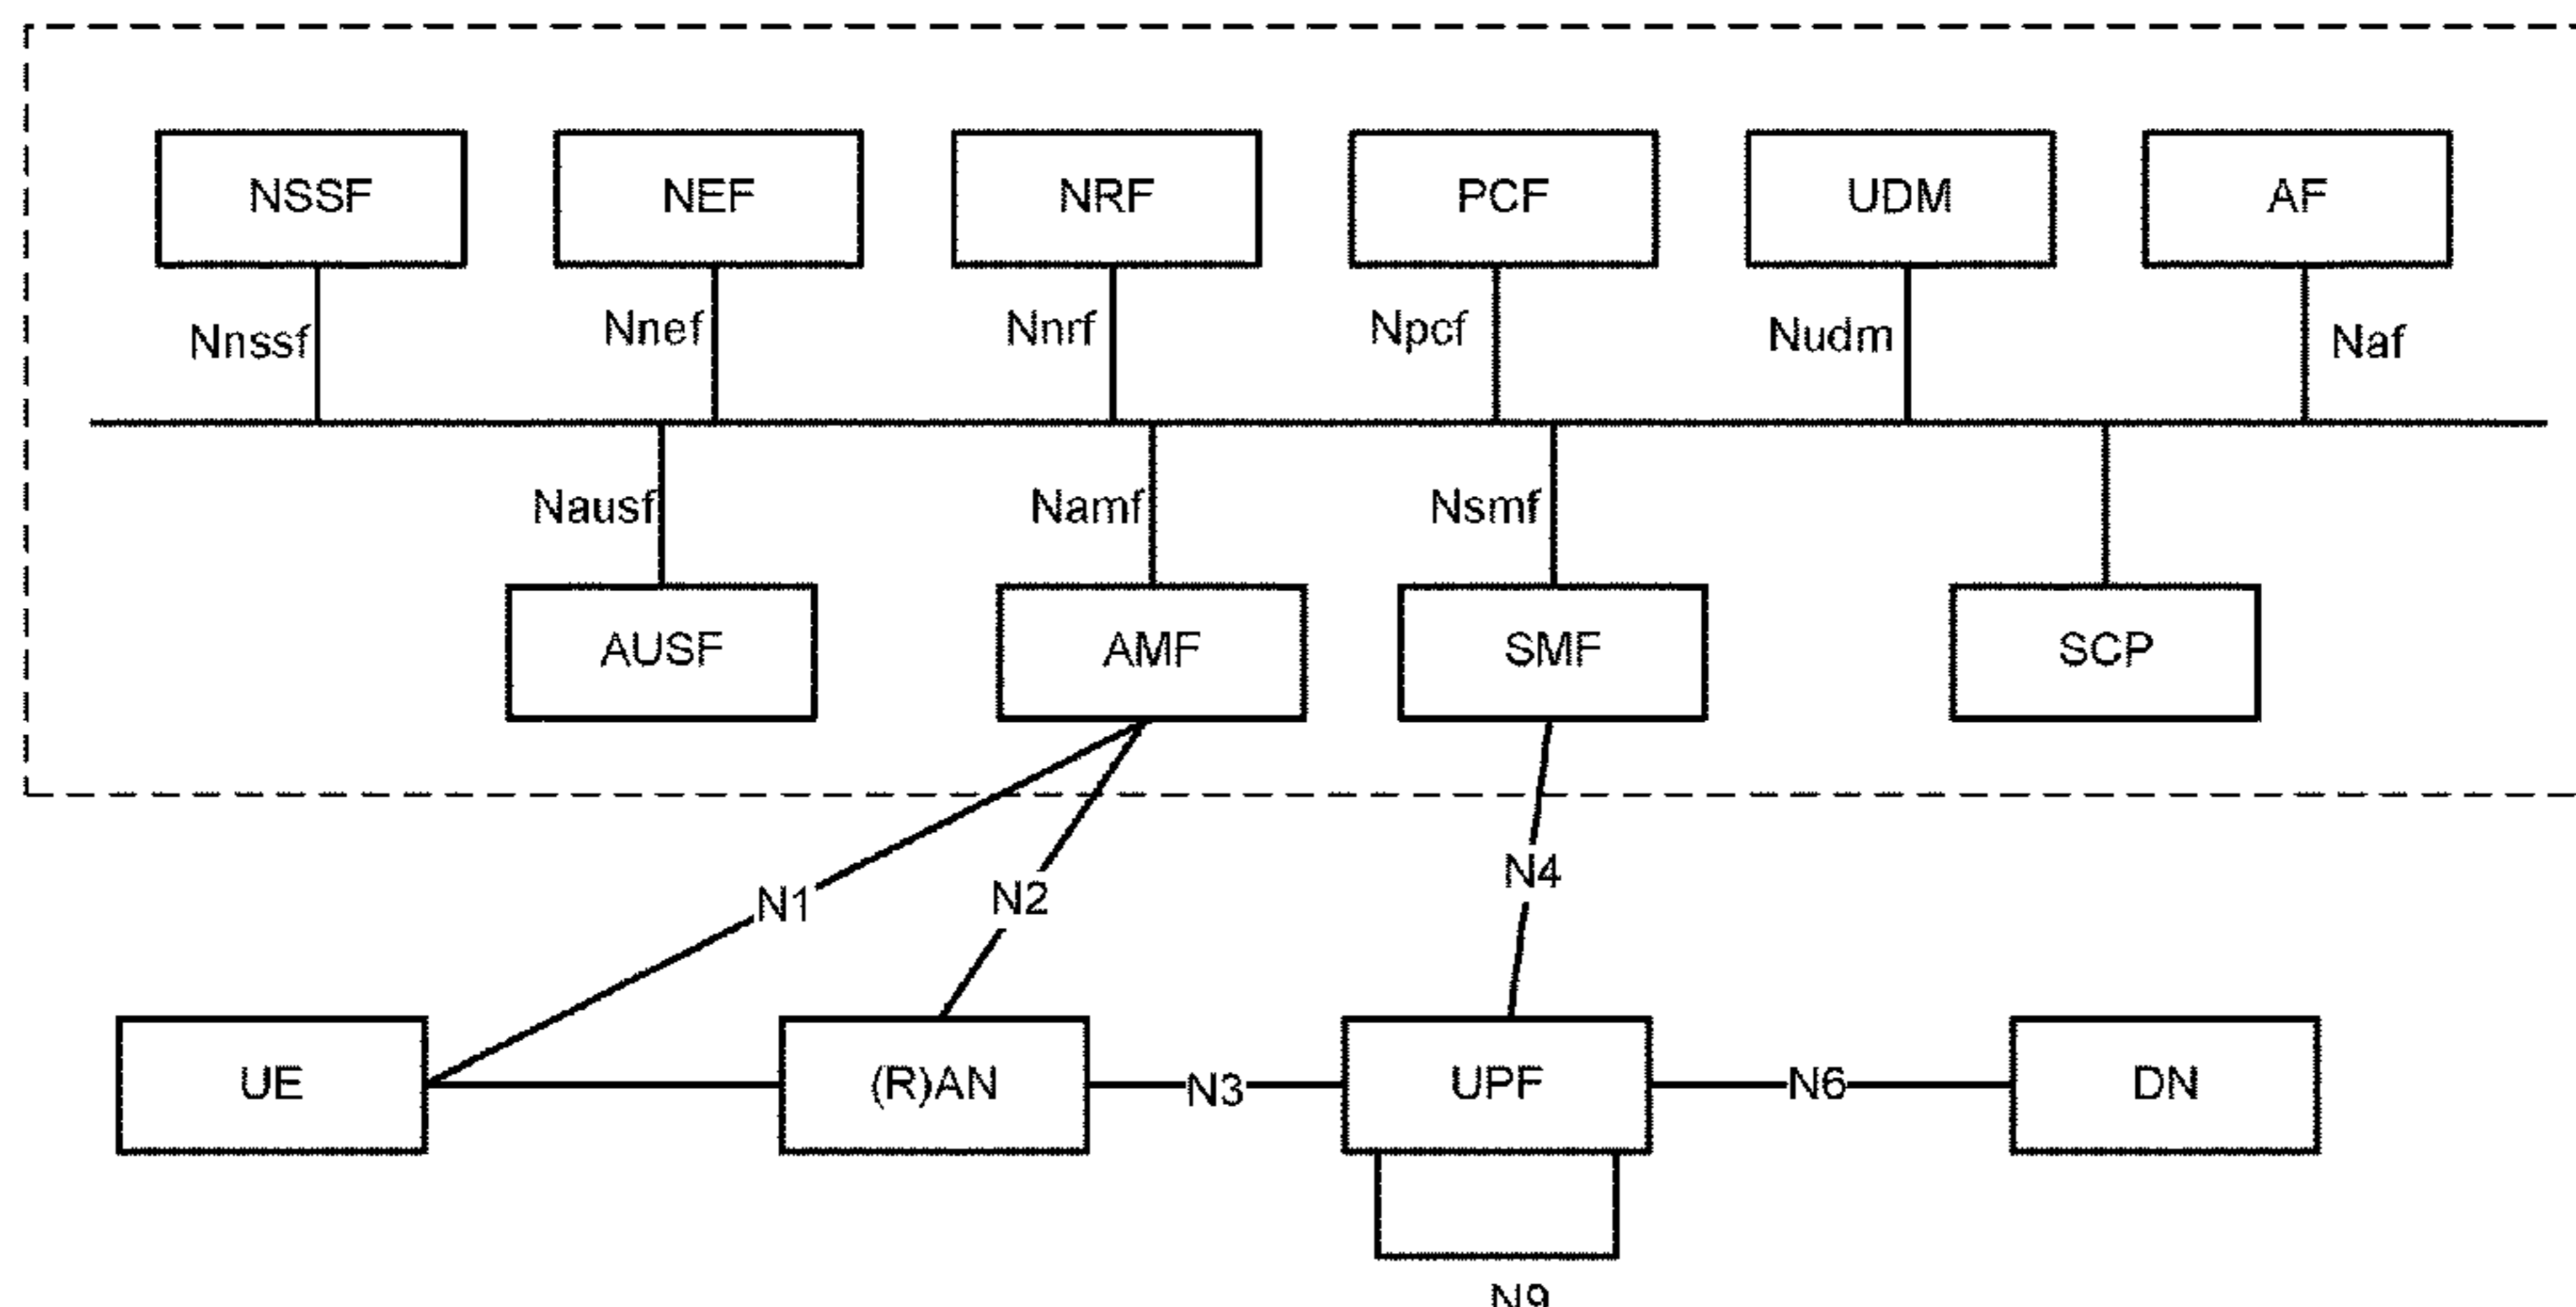 NSSF NEF NRF PCF UDM AF
Nnssf Nnef Nnrf Npcf Nudm Naf
Nausf Namf Nsmf
AUSF AMF SMF SCP
N1 N2 N4
UE (R)AN N3 UPF N6 DN
N9